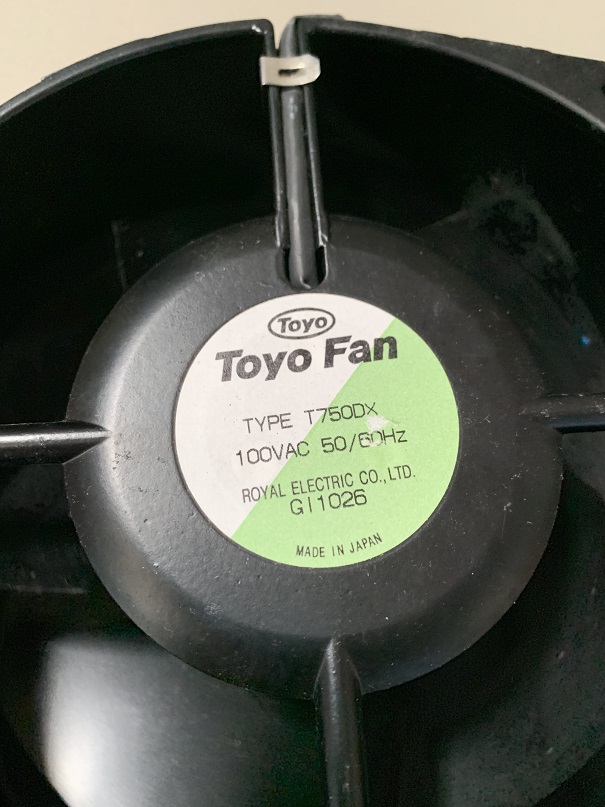 Toyo
Toyo Fan
TYPE T750DX
100VAC 50/60Hz
ROYAL ELECTRIC CO.,LTD.
GI1026
MADE IN JAPAN